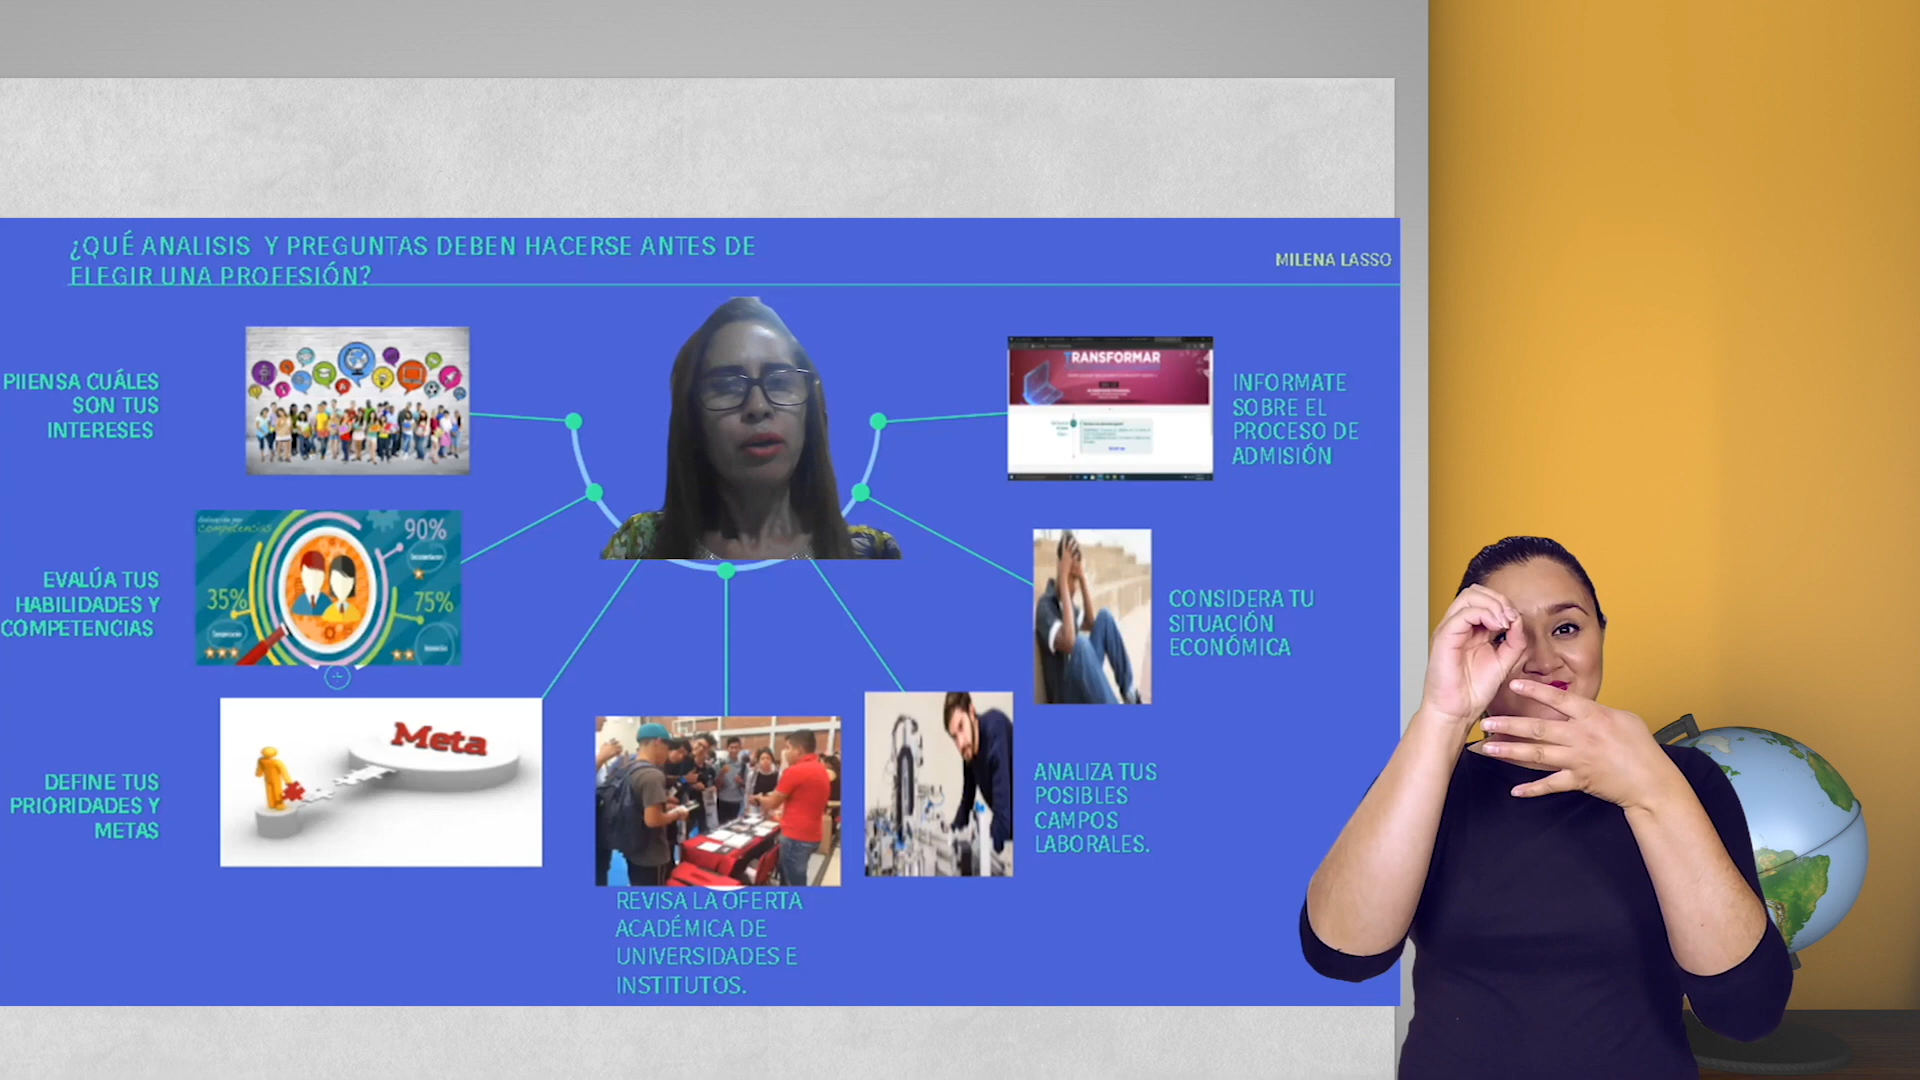 ¿QUÉ ANALISIS Y PREGUNTAS DEBEN HACERSE ANTES DE
ELEGIR UNA PROFESIÓN?
MILENA LASSO
PIIENSA CUÁLES
SON TUS
INTERESES
TRANSFORMAR
INFORMATE
SOBRE EL
PROCESO DE
ADMISIÓN
EVALÚA TUS
HABILIDADES Y
COMPETENCIAS
competencias
90%
35%
75%
CONSIDERA TU
SITUACIÓN
ECONÓMICA
DEFINE TUS
PRIORIDADES Y
METAS
Meta
REVISA LA OFERTA
ACADÉMICA DE
UNIVERSIDADES E
INSTITUTOS.
ANALIZA TUS
POSIBLES
CAMPOS
LABORALES.